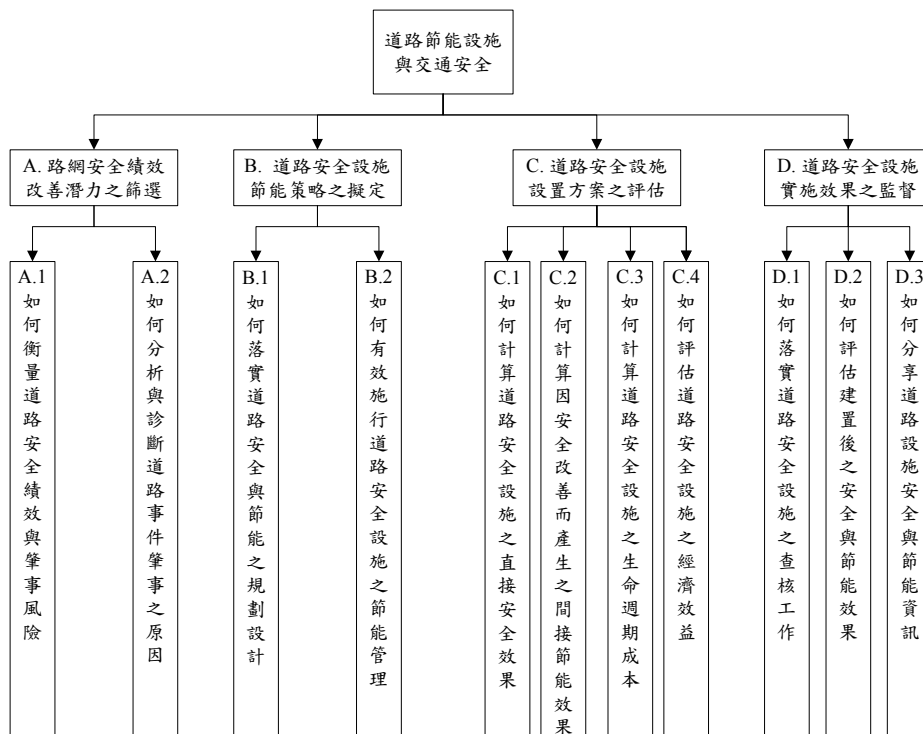 道路節能設施
與交通安全
A. 路網安全績效
改善潛力之篩選
B. 道路安全設施
節能策略之擬定
C. 道路安全設施
設置方案之評估
D. 道路安全設施
實施效果之監督
A.1
如何衡量道路安全績效與肇事風險
A.2
如何分析與診斷道路事件肇事之原因
B.1
如何落實道路安全與節能之規劃設計
B.2
如何有效施行道路安全設施之節能管理
C.1
如何計算道路安全設施之直接安全效果
C.2
如何計算因安全改善而產生之間接節能效果
C.3
如何計算道路安全設施之生命週期成本
C.4
如何評估道路安全設施之經濟效益
D.1
如何落實道路安全設施之查核工作
D.2
如何評估建置後之安全與節能效果
D.3
如何分享道路設施安全與節能資訊